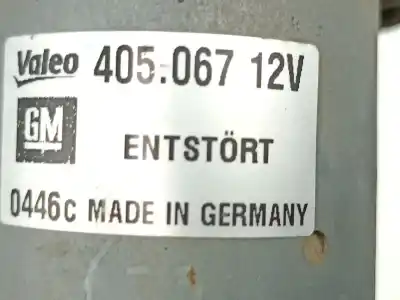 Valeo 405.067 12V
GM
ENTSTÖRT
0446c MADE IN GERMANY